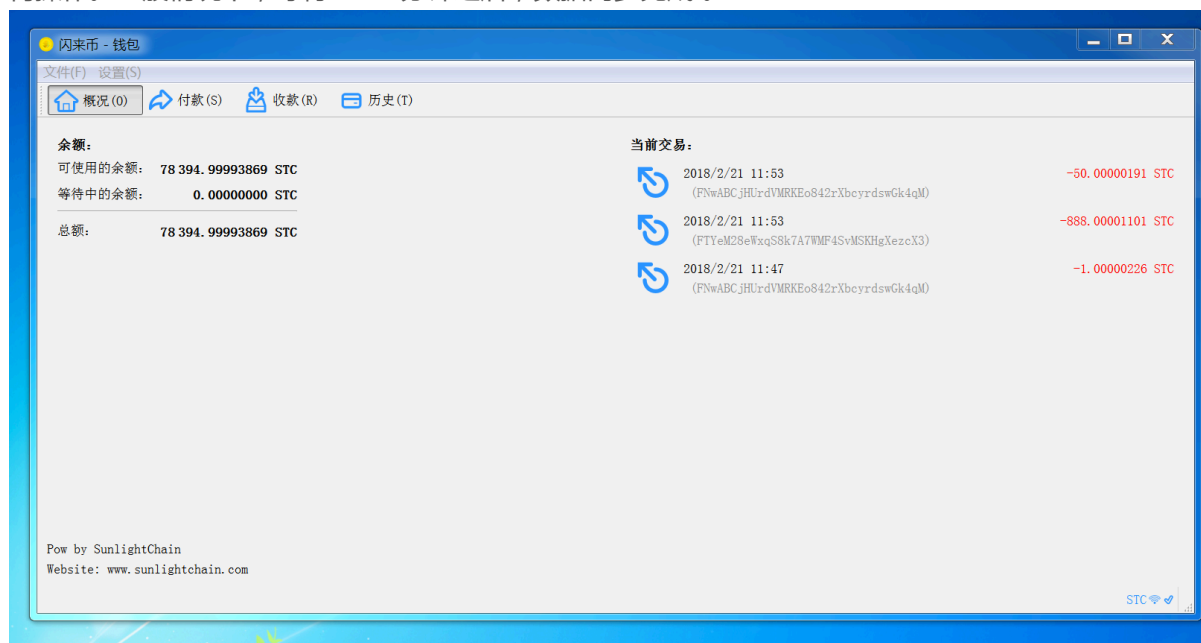 闪来币 - 钱包
文件(F) 设置(S)
概况(O) 付款(S) 收款(R) 历史(T)
余额:
可使用的余额: 78 394.99993869 STC
等待中的余额: 0.00000000 STC
总额: 78 394.99993869 STC
当前交易:
2018/2/21 11:53 -50.00000191 STC
(FNwABCjHUrdVMRKEo842rXbcyrdswGk4qM)
2018/2/21 11:53 -888.00001101 STC
(FTYeM28eWxqS8k7A7WMF4SvMSKHgXezcX3)
2018/2/21 11:47 -1.00000226 STC
(FNwABCjHUrdVMRKEo842rXbcyrdswGk4qM)
Pow by SunlightChain
Website: www.sunlightchain.com
STC